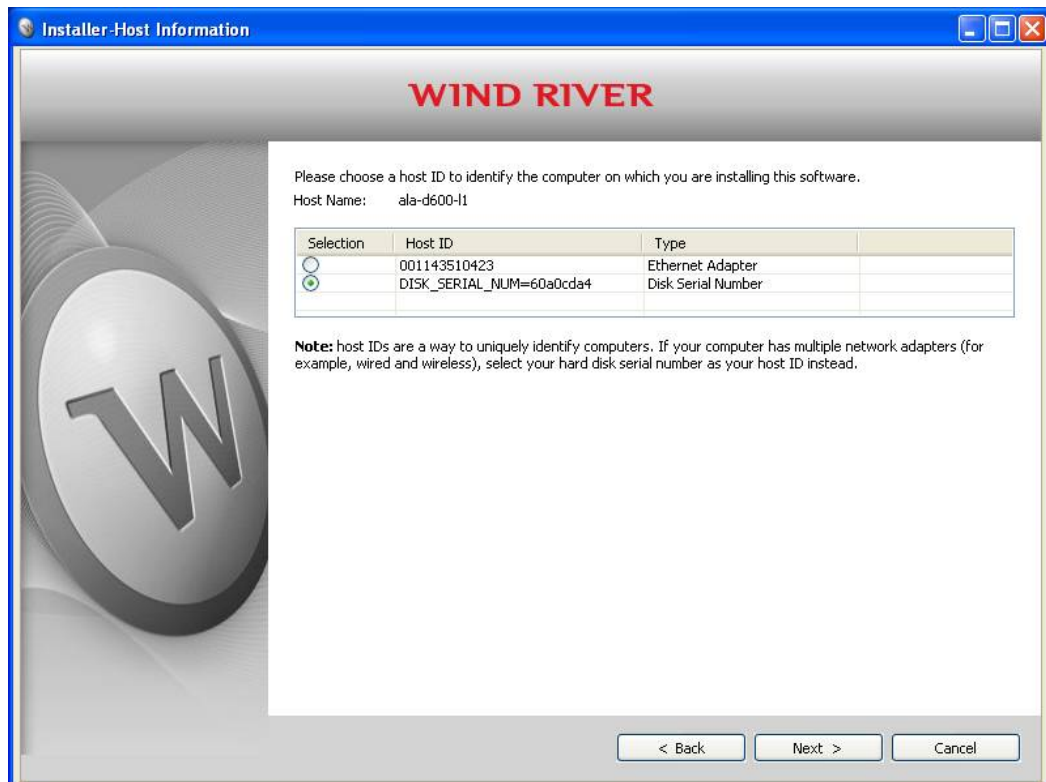 Installer-Host Information
WIND RIVER
Please choose a host ID to identify the computer on which you are installing this software.
Host Name: ala-d600-l1
Selection Host ID Type
001143510423 Ethernet Adapter
DISK_SERIAL_NUM=60a0cda4 Disk Serial Number
Note: host IDs are a way to uniquely identify computers. If your computer has multiple network adapters (for
example, wired and wireless), select your hard disk serial number as your host ID instead.
W
< Back Next > Cancel